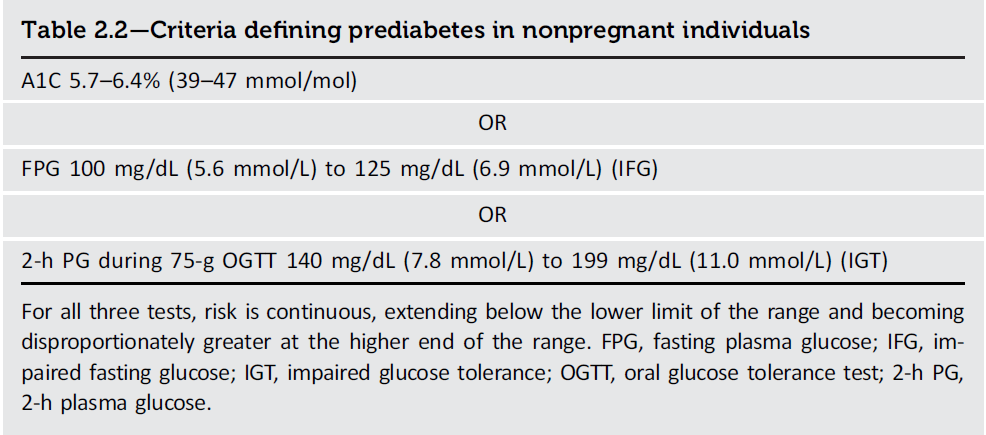 Table 2.2—Criteria defining prediabetes in nonpregnant individuals
A1C 5.7–6.4% (39–47 mmol/mol)
OR
FPG 100 mg/dL (5.6 mmol/L) to 125 mg/dL (6.9 mmol/L) (IFG)
OR
2-h PG during 75-g OGTT 140 mg/dL (7.8 mmol/L) to 199 mg/dL (11.0 mmol/L) (IGT)
For all three tests, risk is continuous, extending below the lower limit of the range and becoming
disproportionately greater at the higher end of the range. FPG, fasting plasma glucose; IFG, im-
paired fasting glucose; IGT, impaired glucose tolerance; OGTT, oral glucose tolerance test; 2-h PG,
2-h plasma glucose.